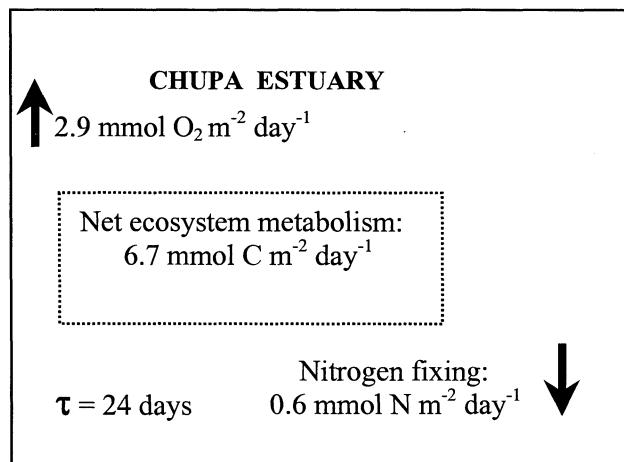 CHUPA ESTUARY
2.9 mmol O₂ m⁻² day⁻¹
Net ecosystem metabolism:
6.7 mmol C m⁻² day⁻¹
Nitrogen fixing:
τ = 24 days 0.6 mmol N m⁻² day⁻¹